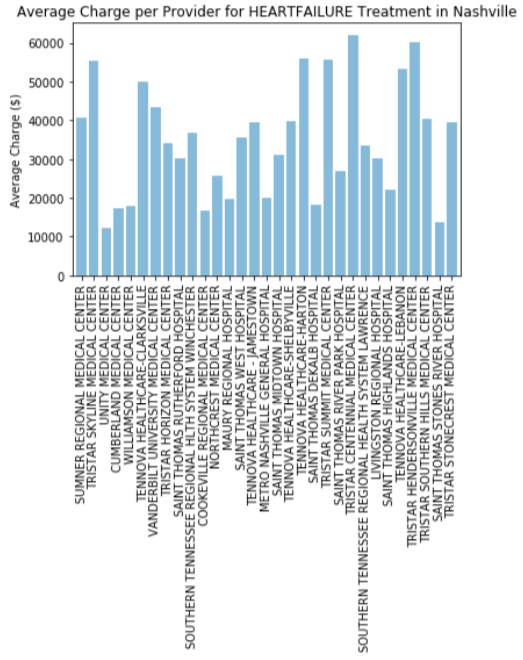 Average Charge per Provider for HEARTFAILURE Treatment in Nashville
Average Charge ($)
60000
50000
40000
30000
20000
10000
0
SUMNER REGIONAL MEDICAL CENTER
TRISTAR SKYLINE MEDICAL CENTER
UNITY MEDICAL CENTER
CUMBERLAND MEDICAL CENTER
WILLIAMSON MEDICAL CENTER
TENNOVA HEALTHCARE-CLARKSVILLE
VANDERBILT UNIVERSITY MEDICAL CENTER
TRISTAR HORIZON MEDICAL CENTER
SAINT THOMAS RUTHERFORD HOSPITAL
SOUTHERN TENNESSEE REGIONAL HLTH SYSTEM WINCHESTER
COOKEVILLE REGIONAL MEDICAL CENTER
NORTHCREST MEDICAL CENTER
MAURY REGIONAL HOSPITAL
SAINT THOMAS WEST HOSPITAL
TENNOVA HEALTHCARE - JAMESTOWN
METRO NASHVILLE GENERAL HOSPITAL
SAINT THOMAS MIDTOWN HOSPITAL
TENNOVA HEALTHCARE-SHELBYVILLE
TENNOVA HEALTHCARE-HARTON
SAINT THOMAS DEKALB HOSPITAL
TRISTAR SUMMIT MEDICAL CENTER
SAINT THOMAS RIVER PARK HOSPITAL
TRISTAR CENTENNIAL MEDICAL CENTER
SOUTHERN TENNESSEE REGIONAL HEALTH SYSTEM LAWRENCE
LIVINGSTON REGIONAL HOSPITAL
SAINT THOMAS HIGHLANDS HOSPITAL
TENNOVA HEALTHCARE-LEBANON
TRISTAR HENDERSONVILLE MEDICAL CENTER
TRISTAR SOUTHERN HILLS MEDICAL CENTER
SAINT THOMAS STONES RIVER HOSPITAL
TRISTAR STONECREST MEDICAL CENTER